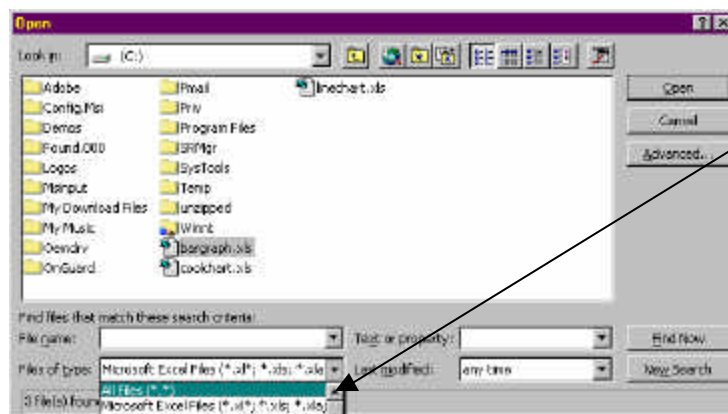 Open
Look in: (C:)
Adobe
Config.Msi
Demos
Found.000
Logos
Msinput
My Download Files
My Music
Oemdrv
OnGuard
Pmail
Priv
Program Files
SRMgr
SysTools
Temp
unzipped
Winnt
bargraph.xls
coolchart.xls
linechart.xls
Open
Cancel
Advanced...
Find files that match these search criteria:
File name: Text or property: Find Now
Files of type: Microsoft Excel Files (*.xl*; *.xls; *.xla Last modified: any time New Search
All Files (*.*)
3 file(s) found Microsoft Excel Files (*.xl*; *.xls; *.xla;